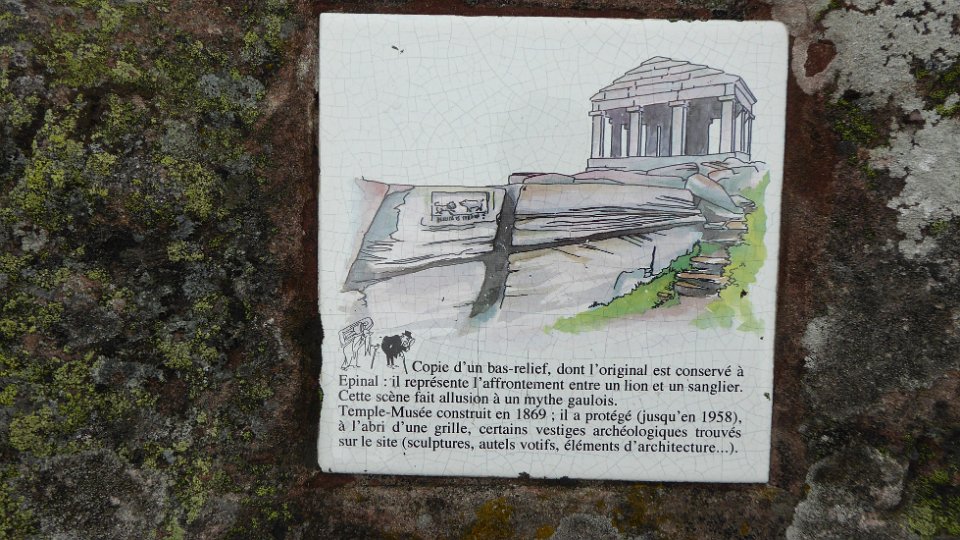 Copie d'un bas-relief, dont l'original est conservé à
Epinal : il représente l'affrontement entre un lion et un sanglier.
Cette scène fait allusion à un mythe gaulois.
Temple-Musée construit en 1869 ; il a protégé (jusqu'en 1958),
à l'abri d'une grille, certains vestiges archéologiques trouvés
sur le site (sculptures, autels votifs, éléments d'architecture...).